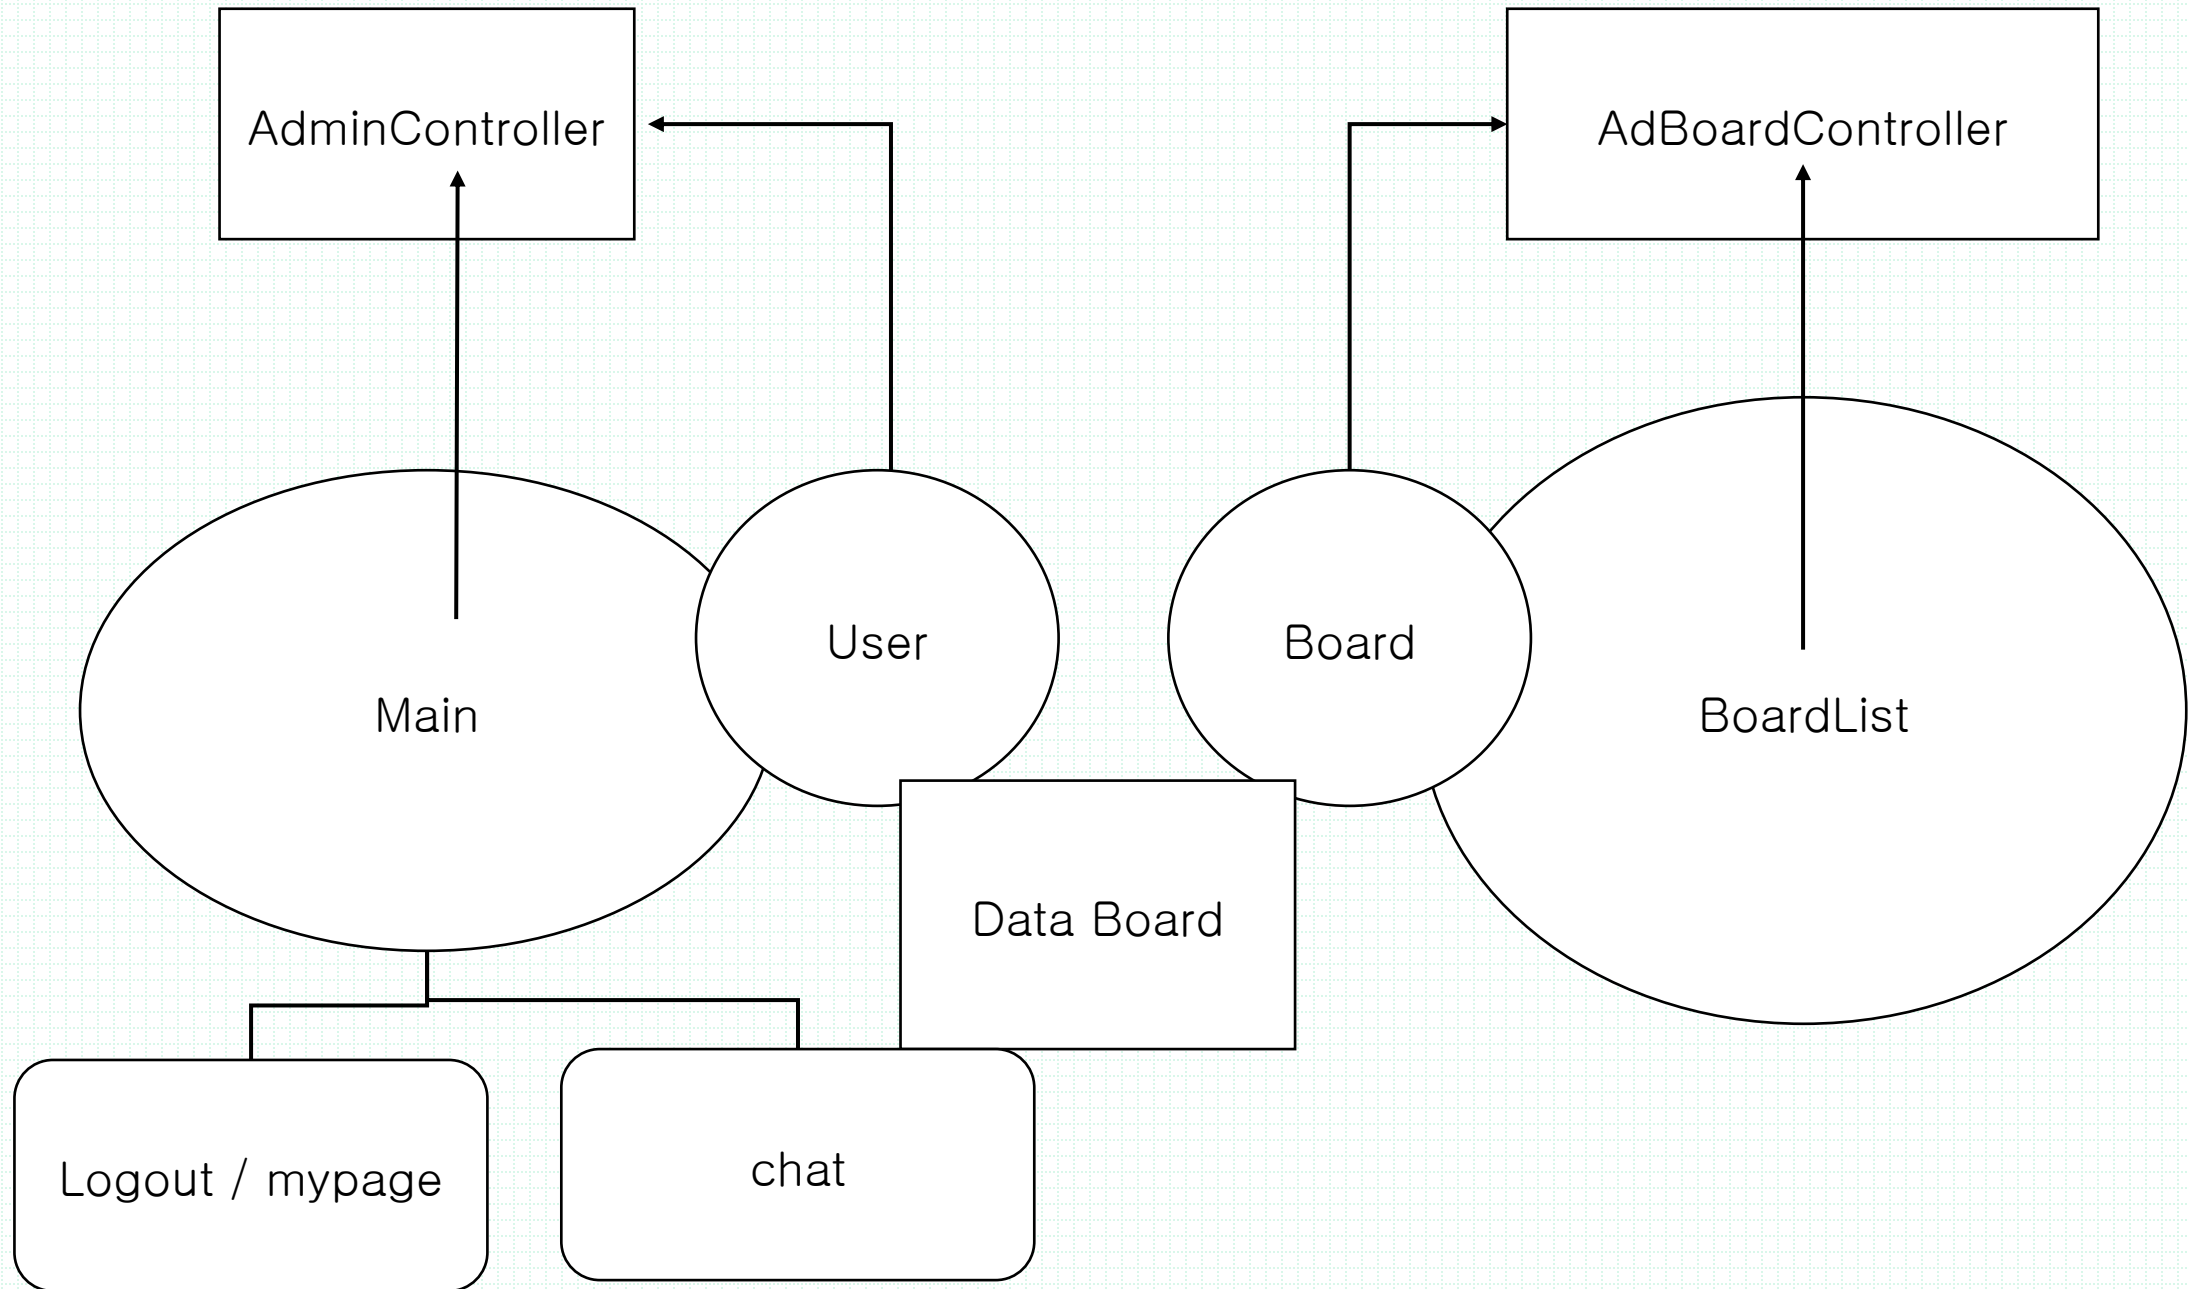 AdminController
AdBoardController
User
Board
Main
BoardList
Data Board
Logout / mypage
chat